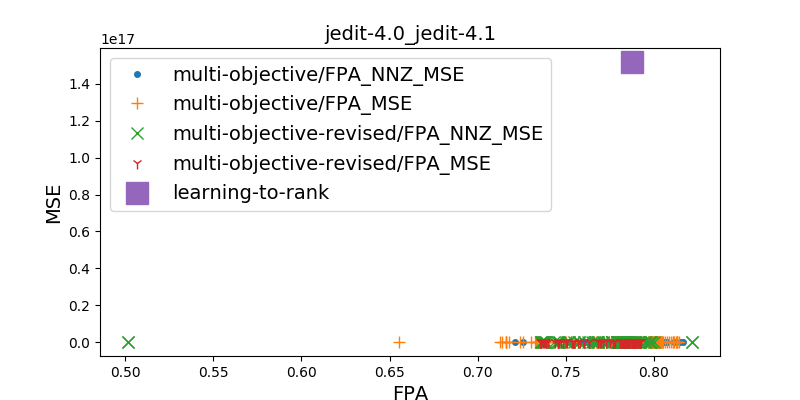 jedit-4.0_jedit-4.1
1e17
multi-objective/FPA_NNZ_MSE
multi-objective/FPA_MSE
multi-objective-revised/FPA_NNZ_MSE
multi-objective-revised/FPA_MSE
learning-to-rank
MSE
1.4
1.2
1.0
0.8
0.6
0.4
0.2
0.0
0.50 0.55 0.60 0.65 0.70 0.75 0.80
FPA